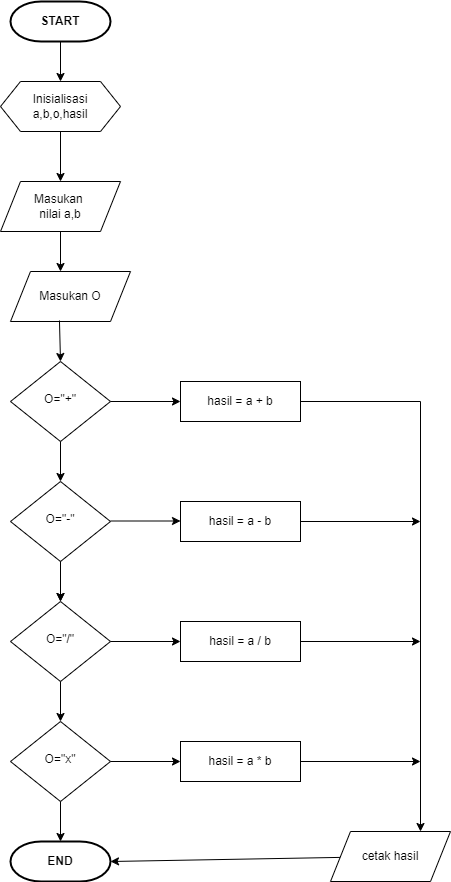 START
Inisialisasi
a,b,o,hasil
Masukan
nilai a,b
Masukan O
O="+"
hasil = a + b
O="-"
hasil = a - b
O="/"
hasil = a / b
O="x"
hasil = a * b
cetak hasil
END